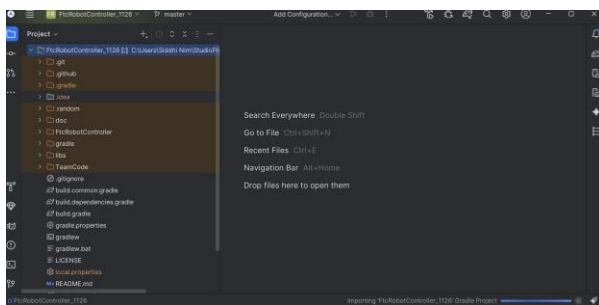 FtcRobotController_1126
master
Add Configuration...
Project
FtcRobotController_1126 [] C:\Users\Siddhi Nim\StudioPr
.git
.github
.gradle
.idea
.random
doc
FtcRobotController
gradle
libs
TeamCode
.gitignore
build.common.gradle
build.dependencies.gradle
build.gradle
gradle.properties
gradlew
gradlew.bat
LICENSE
local.properties
README.md
Search Everywhere Double Shift
Go to File Ctrl+Shift+N
Recent Files Ctrl+E
Navigation Bar Alt+Home
Drop files here to open them
FtcRobotController_1126
Importing 'FtcRobotController_1126' Gradle Project